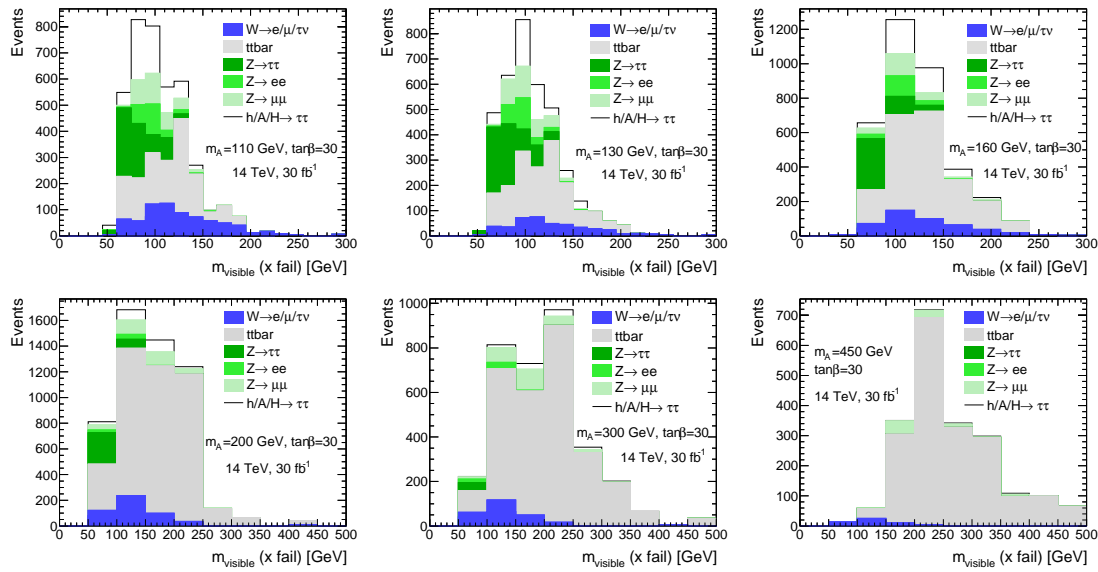 Events
800
700
600
500
400
300
200
100
0
W→e/μ/τν
ttbar
Z→ττ
Z→ ee
Z→ μμ
h/A/H→ ττ
m_A=110 GeV, tanβ=30
14 TeV, 30 fb⁻¹
0 50 100 150 200 250 300
m_visible (x fail) [GeV]
Events
800
700
600
500
400
300
200
100
0
W→e/μ/τν
ttbar
Z→ττ
Z→ ee
Z→ μμ
h/A/H→ ττ
m_A=130 GeV, tanβ=30
14 TeV, 30 fb⁻¹
0 50 100 150 200 250 300
m_visible (x fail) [GeV]
Events
1200
1000
800
600
400
200
0
W→e/μ/τν
ttbar
Z→ττ
Z→ ee
Z→ μμ
h/A/H→ ττ
m_A=160 GeV, tanβ=30
14 TeV, 30 fb⁻¹
0 50 100 150 200 250 300
m_visible (x fail) [GeV]
Events
1600
1400
1200
1000
800
600
400
200
0
W→e/μ/τν
ttbar
Z→ττ
Z→ ee
Z→ μμ
h/A/H→ ττ
m_A=200 GeV, tanβ=30
14 TeV, 30 fb⁻¹
0 50 100 150 200 250 300 350 400 450 500
m_visible (x fail) [GeV]
Events
1000
800
600
400
200
0
W→e/μ/τν
ttbar
Z→ττ
Z→ ee
Z→ μμ
h/A/H→ ττ
m_A=300 GeV, tanβ=30
14 TeV, 30 fb⁻¹
0 50 100 150 200 250 300 350 400 450 500
m_visible (x fail) [GeV]
Events
700
600
500
400
300
200
100
0
m_A=450 GeV
tanβ=30
14 TeV, 30 fb⁻¹
W→e/μ/τν
ttbar
Z→ττ
Z→ ee
Z→ μμ
h/A/H→ ττ
0 50 100 150 200 250 300 350 400 450 500
m_visible (x fail) [GeV]